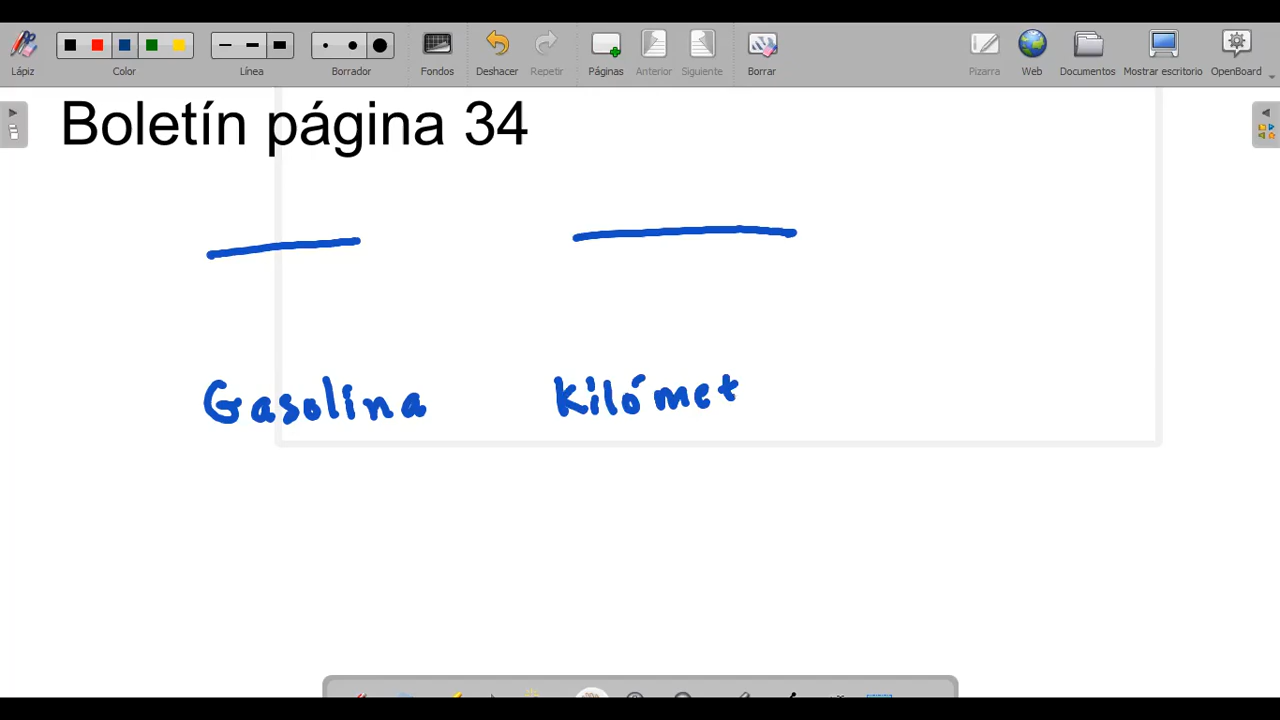 Lápiz Color Línea Borrador Fondos Deshacer Repetir Páginas Anterior Siguiente Borrar Pizarra Web Documentos Mostrar escritorio OpenBoard
Boletín página 34
Gasolina Kilómet